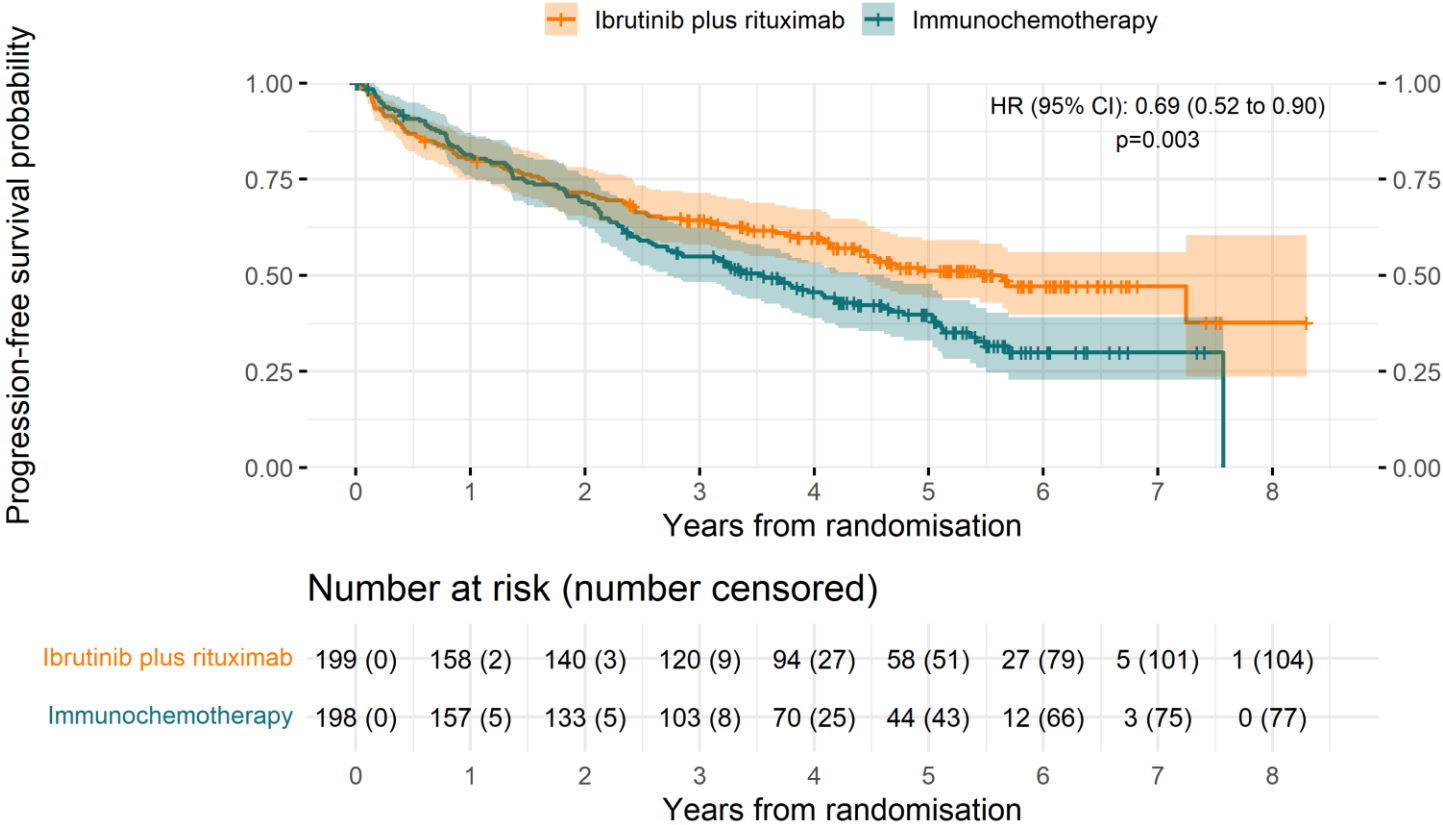 Ibrutinib plus rituximab Immunochemotherapy
Progression-free survival probability
1.00 1.00
HR (95% CI): 0.69 (0.52 to 0.90)
p=0.003
0.75 0.75
0.50 0.50
0.25 0.25
0.00 0.00
0 1 2 3 4 5 6 7 8
Years from randomisation
Number at risk (number censored)
Ibrutinib plus rituximab 199 (0) 158 (2) 140 (3) 120 (9) 94 (27) 58 (51) 27 (79) 5 (101) 1 (104)
Immunochemotherapy 198 (0) 157 (5) 133 (5) 103 (8) 70 (25) 44 (43) 12 (66) 3 (75) 0 (77)
0 1 2 3 4 5 6 7 8
Years from randomisation